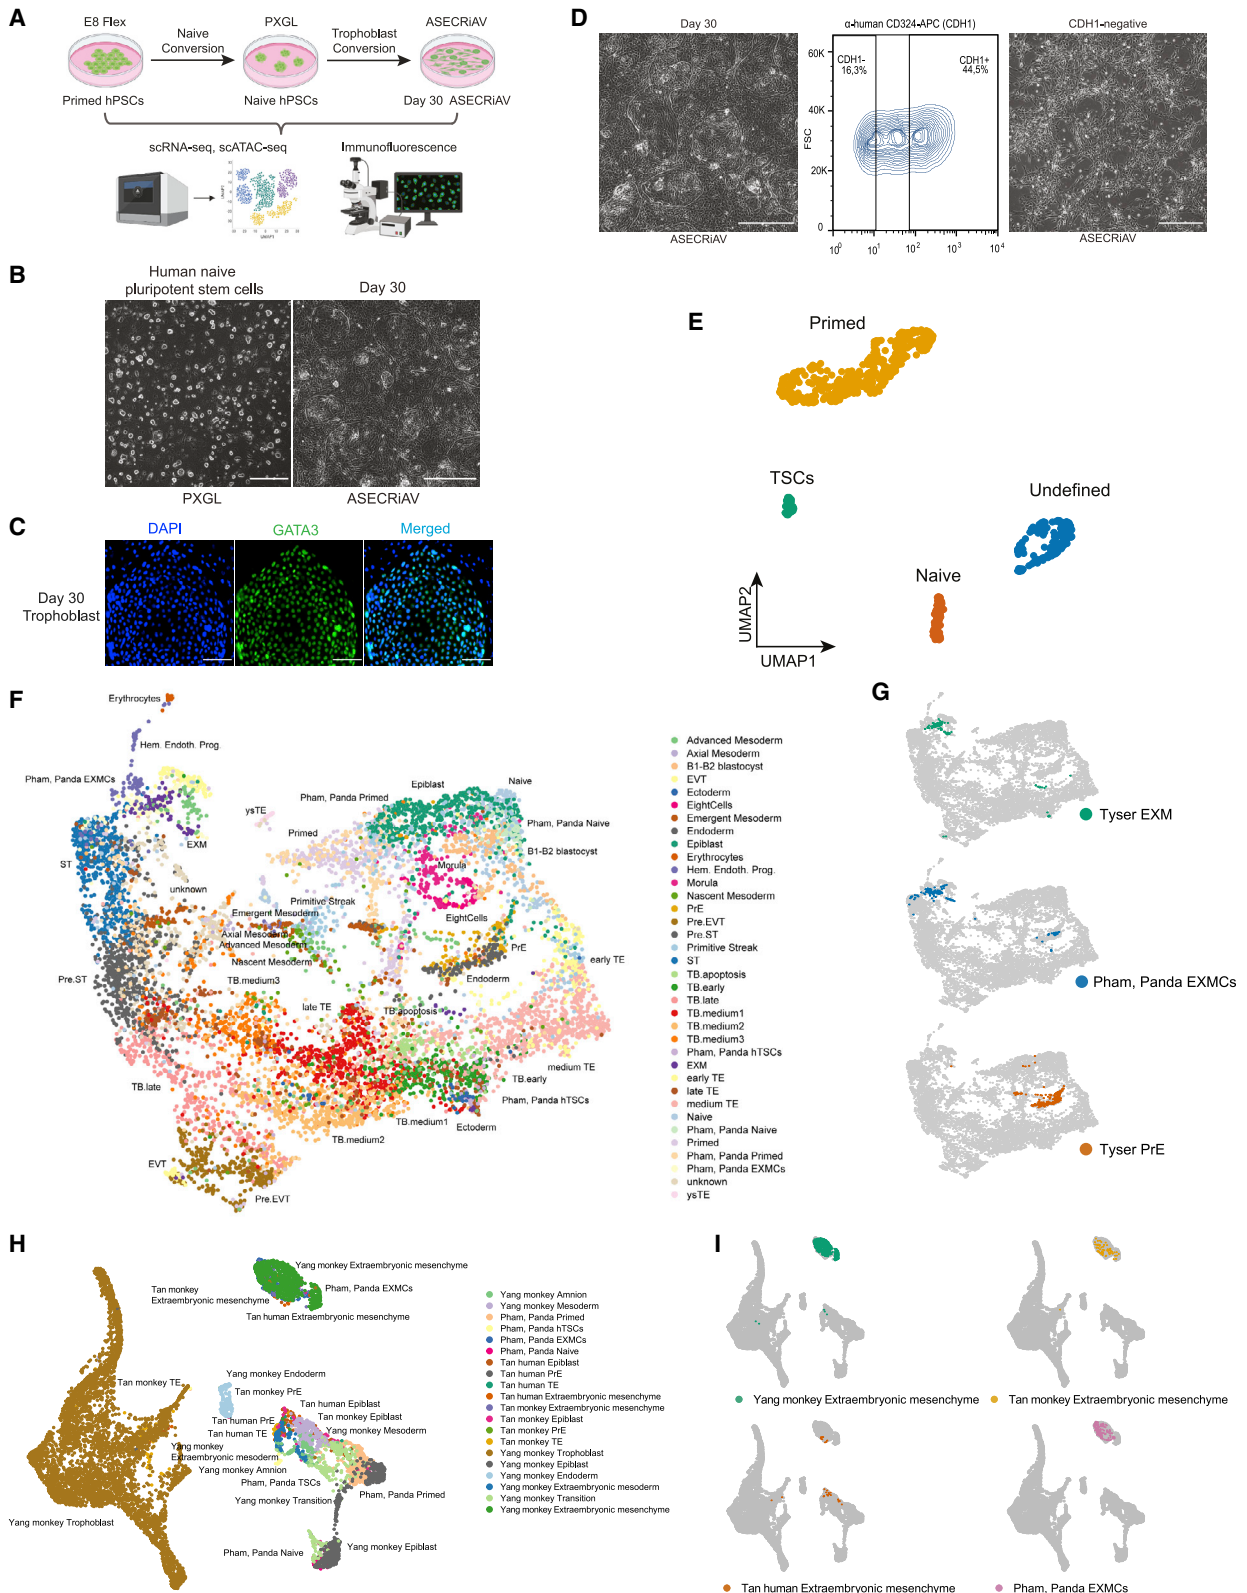 A
E8 Flex
PXGL
ASECRiAV
Naive
Conversion
Trophoblast
Conversion
Primed hPSCs
Naive hPSCs
Day 30 ASECRiAV
scRNA-seq, scATAC-seq
Immunofluorescence
UMAP1
B
Human naive
pluripotent stem cells
Day 30
PXGL
ASECRiAV
C
DAPI
GATA3
Merged
Day 30
Trophoblast
D
Day 30
α-human CD324-APC (CDH1)
CDH1-negative
60K
40K
20K
0
FSC
CDH1-
16,3%
CDH1+
44,5%
10^0
10^1
10^2
10^3
10^4
ASECRiAV
ASECRiAV
E
Primed
TSCs
Undefined
Naive
UMAP2
UMAP1
F
Erythrocytes
Hem. Endoth. Prog.
Pham, Panda EXMCs
EXM
ysTE
Pham, Panda Primed
Epiblast
Naive
Primed
Pham, Panda Naive
B1-B2 blastocyst
Morula
ST
unknown
Primitive Streak
EightCells
Emergent Mesoderm
Axial Mesoderm
Advanced Mesoderm
Nascent Mesoderm
PrE
Endoderm
early TE
Pre.ST
TB.medium3
late TE
TB.apoptosis
medium TE
TB.early
TB.late
Pham, Panda hTSCs
TB.medium1
Ectoderm
TB.medium2
EVT
Pre.EVT
Advanced Mesoderm
Axial Mesoderm
B1-B2 blastocyst
EVT
Ectoderm
EightCells
Emergent Mesoderm
Endoderm
Epiblast
Erythrocytes
Hem. Endoth. Prog.
Morula
Nascent Mesoderm
PrE
Pre.EVT
Pre.ST
Primitive Streak
ST
TB.apoptosis
TB.early
TB.late
TB.medium1
TB.medium2
TB.medium3
Pham, Panda hTSCs
EXM
early TE
late TE
medium TE
Naive
Pham, Panda Naive
Primed
Pham, Panda Primed
Pham, Panda EXMCs
unknown
ysTE
G
Tyser EXM
Pham, Panda EXMCs
Tyser PrE
H
Yang monkey Extraembryonic mesenchyme
Tan monkey
Extraembryonic mesenchyme
Pham, Panda EXMCs
Tan human Extraembryonic mesenchyme
Yang monkey Endoderm
Tan monkey TE
Tan monkey PrE
Tan human Epiblast
Tan human PrE
Tan monkey Epiblast
Tan human TE
Yang monkey Mesoderm
Yang monkey
Extraembryonic mesoderm
Yang monkey Amnion
Pham, Panda TSCs
Yang monkey Transition
Pham, Panda Primed
Yang monkey Trophoblast
Pham, Panda Naive
Yang monkey Epiblast
Yang monkey Amnion
Yang monkey Mesoderm
Pham, Panda Primed
Pham, Panda hTSCs
Pham, Panda EXMCs
Pham, Panda Naive
Tan human Epiblast
Tan human PrE
Tan human TE
Tan human Extraembryonic mesenchyme
Tan monkey Extraembryonic mesenchyme
Tan monkey Epiblast
Tan monkey PrE
Tan monkey TE
Yang monkey Trophoblast
Yang monkey Epiblast
Yang monkey Endoderm
Yang monkey Extraembryonic mesoderm
Yang monkey Transition
Yang monkey Extraembryonic mesenchyme
I
Yang monkey Extraembryonic mesenchyme
Tan monkey Extraembryonic mesenchyme
Tan human Extraembryonic mesenchyme
Pham, Panda EXMCs